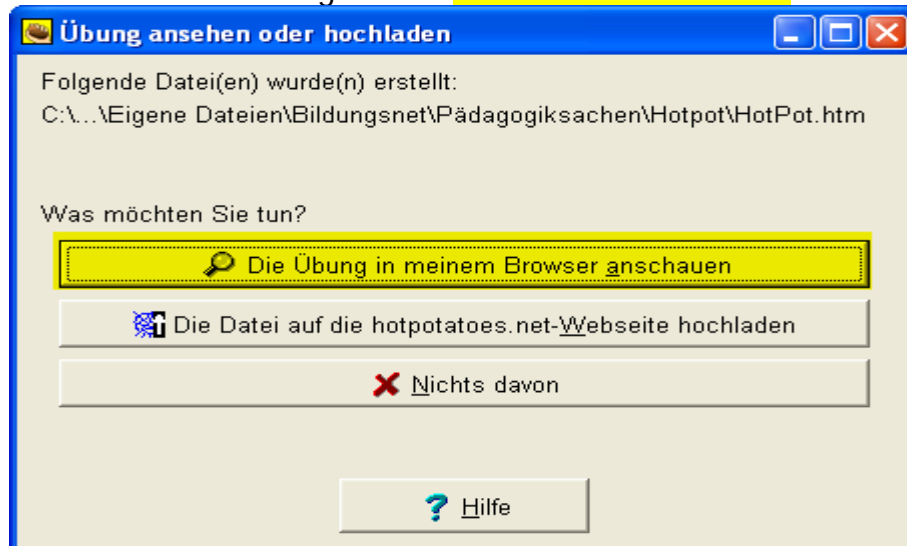 Übung ansehen oder hochladen
Folgende Datei(en) wurde(n) erstellt:
C:\...\Eigene Dateien\Bildungsnet\Pädagogiksachen\Hotpot\HotPot.htm
Was möchten Sie tun?
Die Übung in meinem Browser anschauen
Die Datei auf die hotpotatoes.net-Webseite hochladen
Nichts davon
? Hilfe